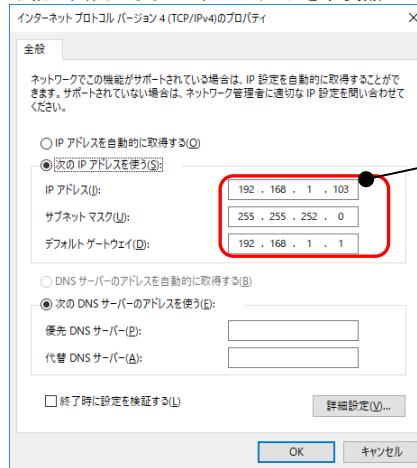 インターネット プロトコル バージョン 4 (TCP/IPv4)のプロパティ
全般
ネットワークでこの機能がサポートされている場合は、IP 設定を自動的に取得することがで
きます。サポートされていない場合は、ネットワーク管理者に適切な IP 設定を問い合わせて
ください。
IP アドレスを自動的に取得する(O)
次の IP アドレスを使う(S):
IP アドレス(I): 192 . 168 . 1 . 103
サブネット マスク(U): 255 . 255 . 252 . 0
デフォルト ゲートウェイ(D): 192 . 168 . 1 . 1
DNS サーバーのアドレスを自動的に取得する(B)
次の DNS サーバーのアドレスを使う(E):
優先 DNS サーバー(P):
代替 DNS サーバー(A):
終了時に設定を検証する(L)
詳細設定(V)...
OK キャンセル